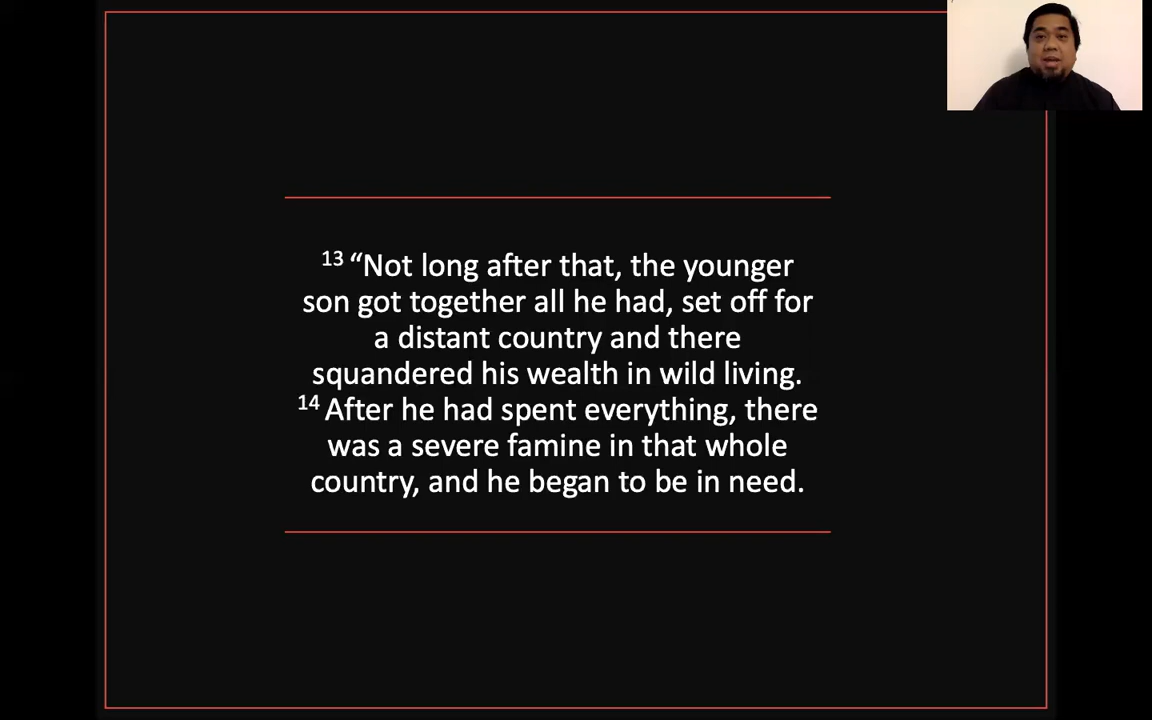 13 “Not long after that, the younger
son got together all he had, set off for
a distant country and there
squandered his wealth in wild living.
14 After he had spent everything, there
was a severe famine in that whole
country, and he began to be in need.